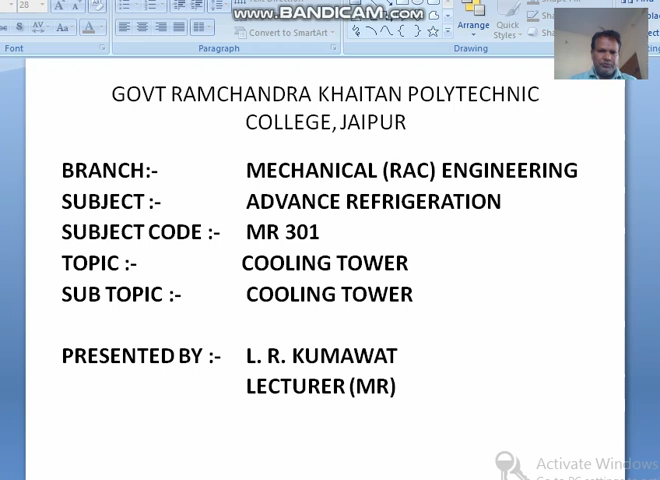 28
www.BANDICAM.com
Convert to SmartArt
Aa
A
Font
Paragraph
Arrange
Quick
Styles
Drawing
GOVT RAMCHANDRA KHAITAN POLYTECHNIC
COLLEGE, JAIPUR
BRANCH:- MECHANICAL (RAC) ENGINEERING
SUBJECT :- ADVANCE REFRIGERATION
SUBJECT CODE :- MR 301
TOPIC :- COOLING TOWER
SUB TOPIC :- COOLING TOWER
PRESENTED BY :- L. R. KUMAWAT
LECTURER (MR)
Activate Windows